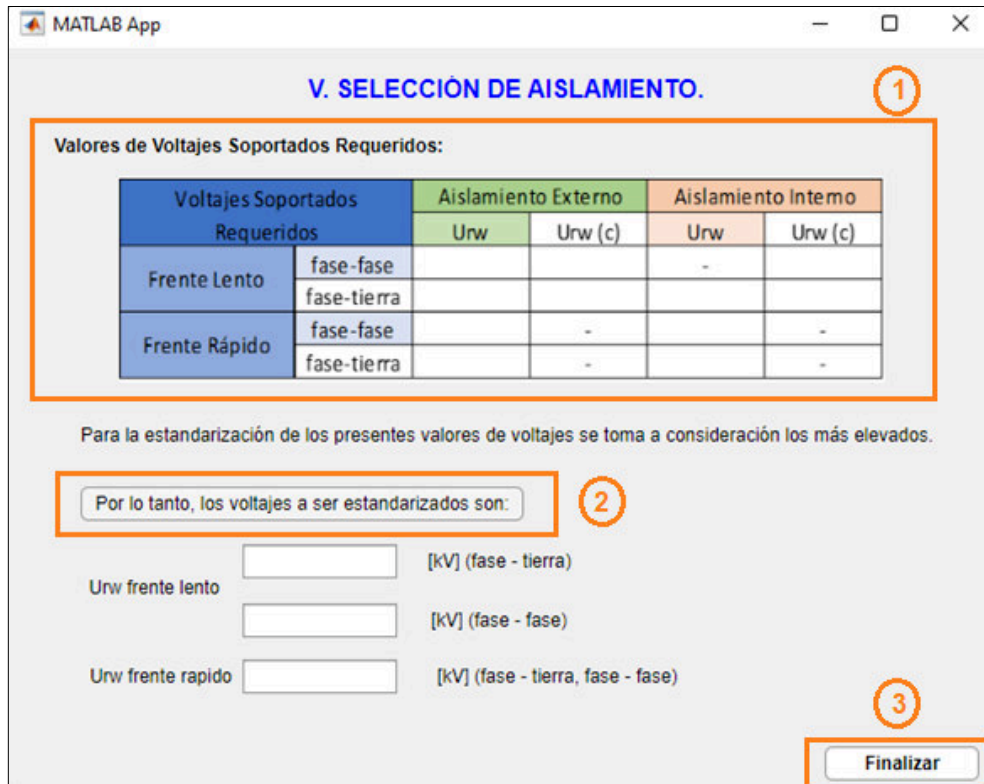 MATLAB App
V. SELECCIÓN DE AISLAMIENTO.
1
Valores de Voltajes Soportados Requeridos:
Voltajes Soportados Requeridos
Aislamiento Externo
Aislamiento Interno
Urw
Urw (c)
Urw
Urw (c)
Frente Lento
fase-fase
-
fase-tierra
Frente Rápido
fase-fase
-
-
fase-tierra
-
-
Para la estandarización de los presentes valores de voltajes se toma a consideración los más elevados.
Por lo tanto, los voltajes a ser estandarizados son:
2
Urw frente lento
[kV] (fase - tierra)
[kV] (fase - fase)
Urw frente rapido
[kV] (fase - tierra, fase - fase)
3
Finalizar